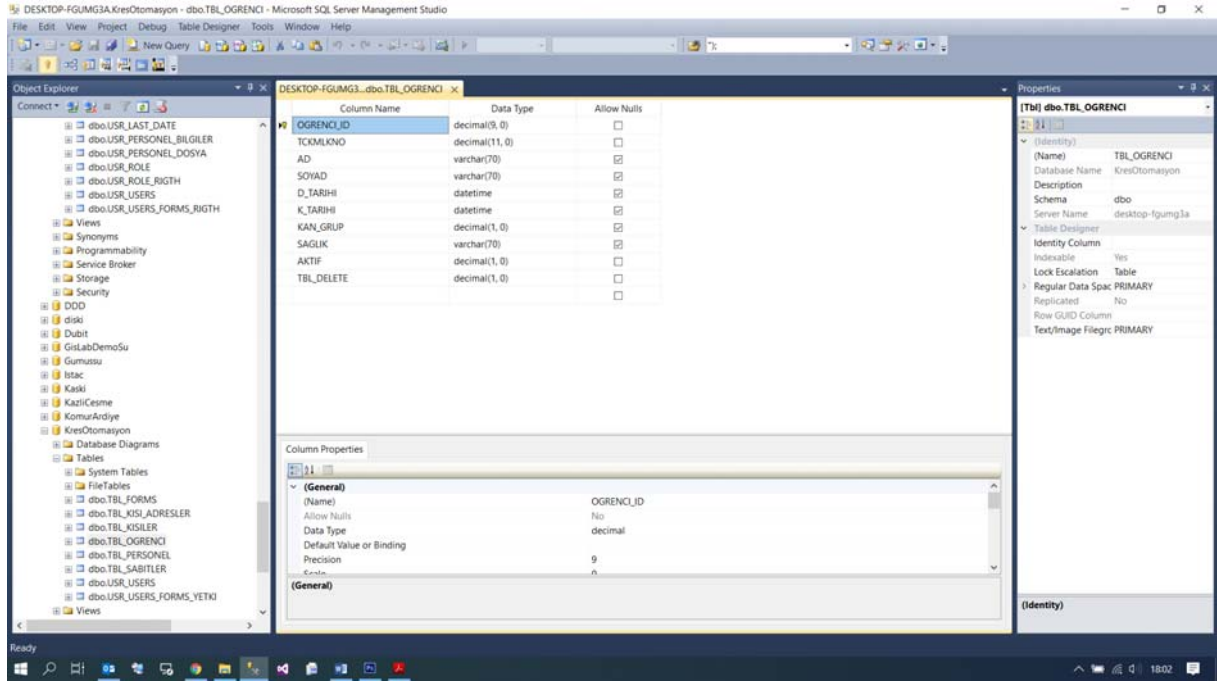 DESKTOP-FGUMG3A.KresOtomasyon - dbo.TBL_OGRENCI - Microsoft SQL Server Management Studio
File Edit View Project Debug Table Designer Tools Window Help
New Query
Object Explorer
Connect
dbo.USR_LAST_DATE
dbo.USR_PERSONEL_BILGILER
dbo.USR_PERSONEL_DOSYA
dbo.USR_ROLE
dbo.USR_ROLE_RIGTH
dbo.USR_USERS
dbo.USR_USERS_FORMS_RIGTH
Views
Synonyms
Programmability
Service Broker
Storage
Security
DDD
diski
Dubit
GisLabDemoSu
Gumussu
Istac
Kaski
KazliCesme
KomurArdiye
KresOtomasyon
Database Diagrams
Tables
System Tables
FileTables
dbo.TBL_FORMS
dbo.TBL_KISI_ADRESLER
dbo.TBL_KISILER
dbo.TBL_OGRENCI
dbo.TBL_PERSONEL
dbo.TBL_SABITLER
dbo.USR_USERS
dbo.USR_USERS_FORMS_YETKI
Views
DESKTOP-FGUMG3...dbo.TBL_OGRENCI
Column Name Data Type Allow Nulls
OGRENCI_ID decimal(9, 0)
TCKMLKNO decimal(11, 0)
AD varchar(70)
SOYAD varchar(70)
D_TARIHI datetime
K_TARIHI datetime
KAN_GRUP decimal(1, 0)
SAGLIK varchar(70)
AKTIF decimal(1, 0)
TBL_DELETE decimal(1, 0)
Column Properties
(General)
(Name) OGRENCI_ID
Allow Nulls No
Data Type decimal
Default Value or Binding
Precision 9
Scale 0
(General)
Properties
[Tbl] dbo.TBL_OGRENCI
(Identity)
(Name) TBL_OGRENCI
Database Name KresOtomasyon
Description
Schema dbo
Server Name desktop-fgumg3a
Table Designer
Identity Column
Indexable Yes
Lock Escalation Table
Regular Data Spac PRIMARY
Replicated No
Row GUID Column
Text/Image Filegrc PRIMARY
(Identity)
Ready
18:02